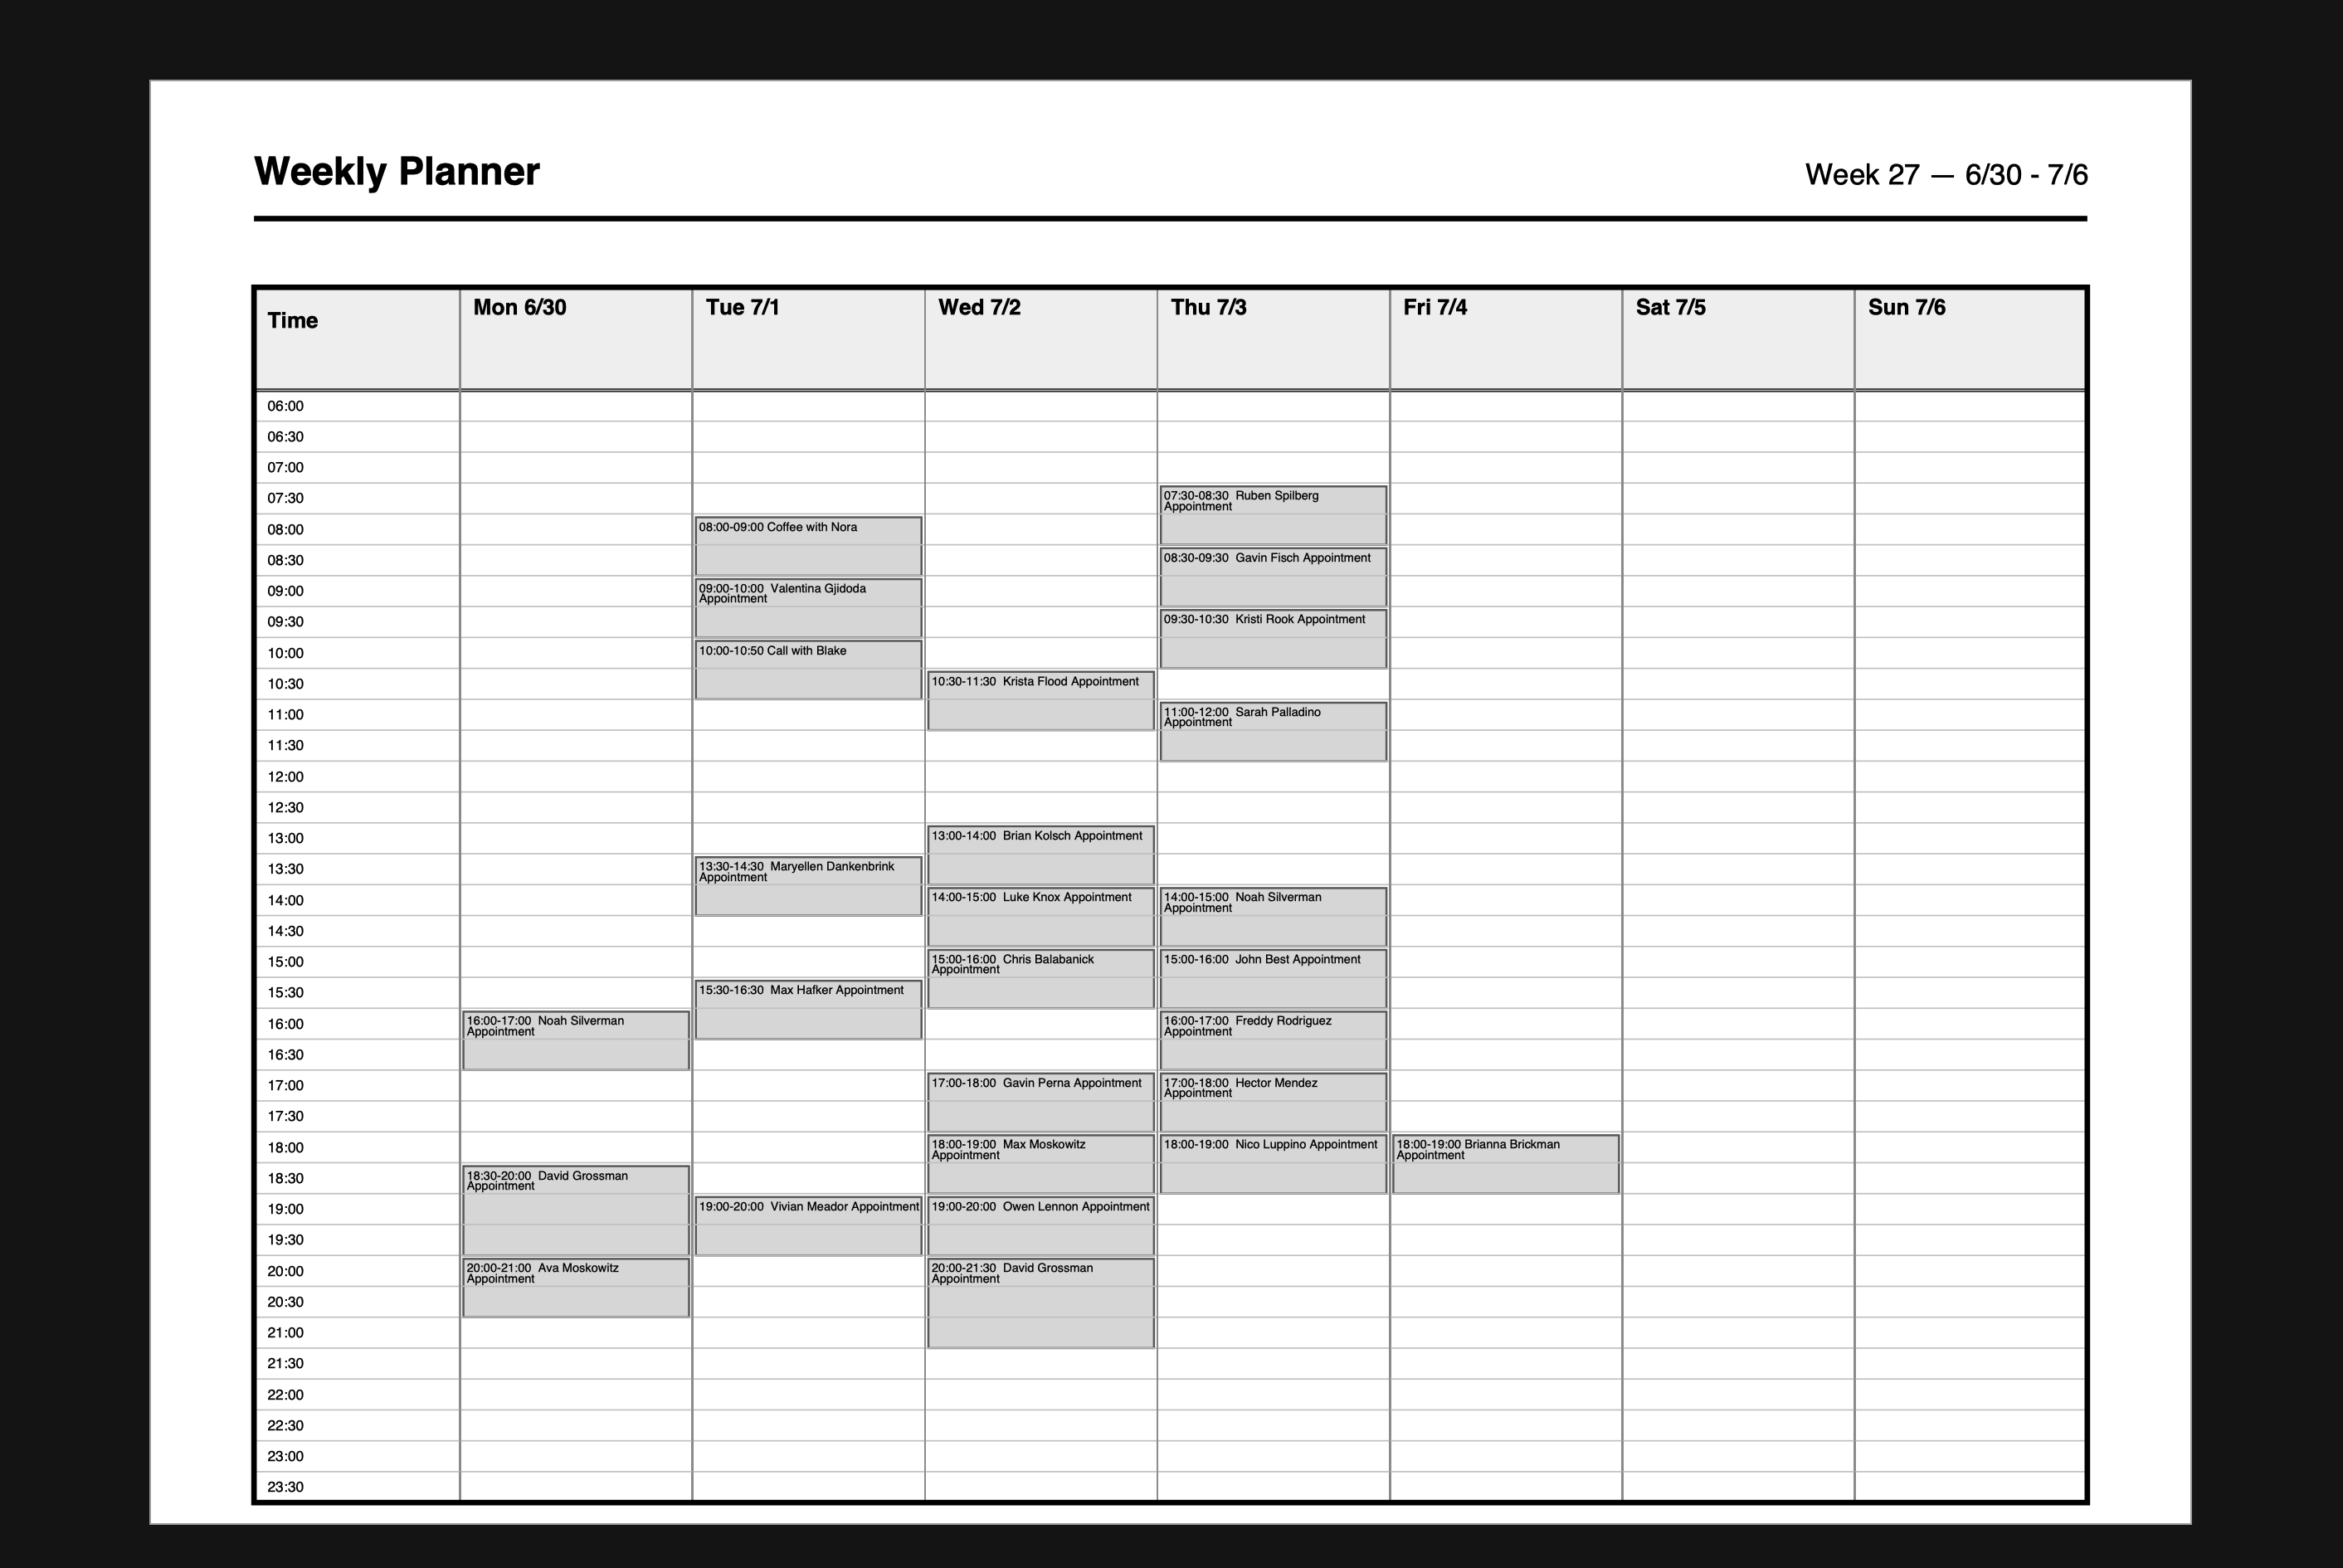 Weekly Planner
Week 27 — 6/30 - 7/6
Time
Mon 6/30
Tue 7/1
Wed 7/2
Thu 7/3
Fri 7/4
Sat 7/5
Sun 7/6
06:00
06:30
07:00
07:30
08:00
08:30
09:00
09:30
10:00
10:30
11:00
11:30
12:00
12:30
13:00
13:30
14:00
14:30
15:00
15:30
16:00
16:30
17:00
17:30
18:00
18:30
19:00
19:30
20:00
20:30
21:00
21:30
22:00
22:30
23:00
23:30
16:00-17:00 Noah Silverman
Appointment
18:30-20:00 David Grossman
Appointment
20:00-21:00 Ava Moskowitz
Appointment
08:00-09:00 Coffee with Nora
09:00-10:00 Valentina Gjidoda
Appointment
10:00-10:50 Call with Blake
13:30-14:30 Maryellen Dankenbrink
Appointment
15:30-16:30 Max Hafker Appointment
19:00-20:00 Vivian Meador Appointment
10:30-11:30 Krista Flood Appointment
13:00-14:00 Brian Kolsch Appointment
14:00-15:00 Luke Knox Appointment
15:00-16:00 Chris Balabanick
Appointment
17:00-18:00 Gavin Perna Appointment
18:00-19:00 Max Moskowitz
Appointment
19:00-20:00 Owen Lennon Appointment
20:00-21:30 David Grossman
Appointment
07:30-08:30 Ruben Spilberg
Appointment
08:30-09:30 Gavin Fisch Appointment
09:30-10:30 Kristi Rook Appointment
11:00-12:00 Sarah Palladino
Appointment
14:00-15:00 Noah Silverman
Appointment
15:00-16:00 John Best Appointment
16:00-17:00 Freddy Rodriguez
Appointment
17:00-18:00 Hector Mendez
Appointment
18:00-19:00 Nico Luppino Appointment
18:00-19:00 Brianna Brickman
Appointment